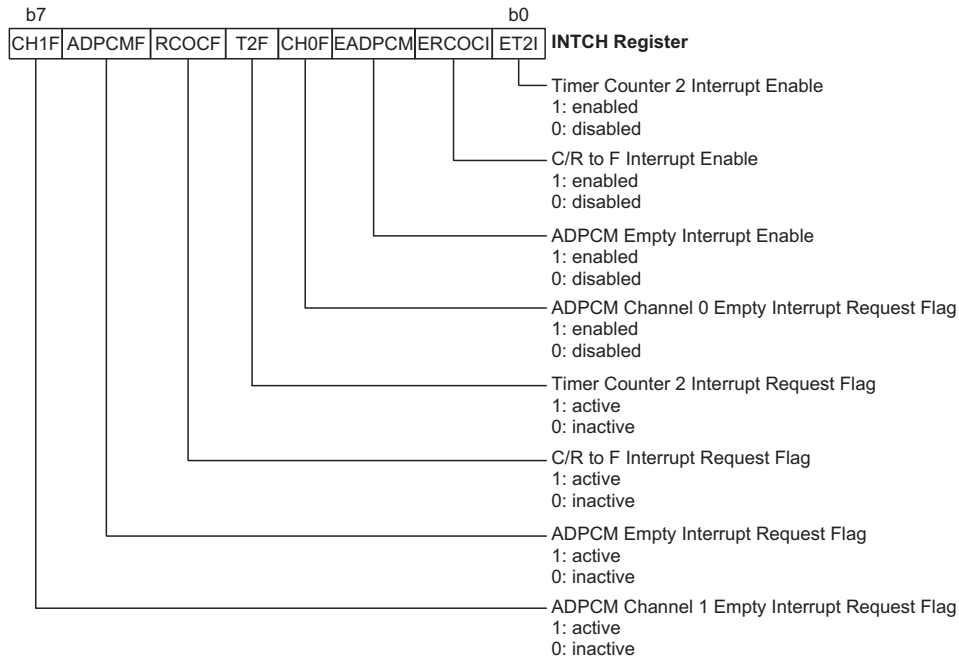 b7 b0
CH1F ADPCMF RCOCF T2F CH0F EADPCM ERCOCI ET2I INTCH Register
Timer Counter 2 Interrupt Enable
1: enabled
0: disabled
C/R to F Interrupt Enable
1: enabled
0: disabled
ADPCM Empty Interrupt Enable
1: enabled
0: disabled
ADPCM Channel 0 Empty Interrupt Request Flag
1: enabled
0: disabled
Timer Counter 2 Interrupt Request Flag
1: active
0: inactive
C/R to F Interrupt Request Flag
1: active
0: inactive
ADPCM Empty Interrupt Request Flag
1: active
0: inactive
ADPCM Channel 1 Empty Interrupt Request Flag
1: active
0: inactive